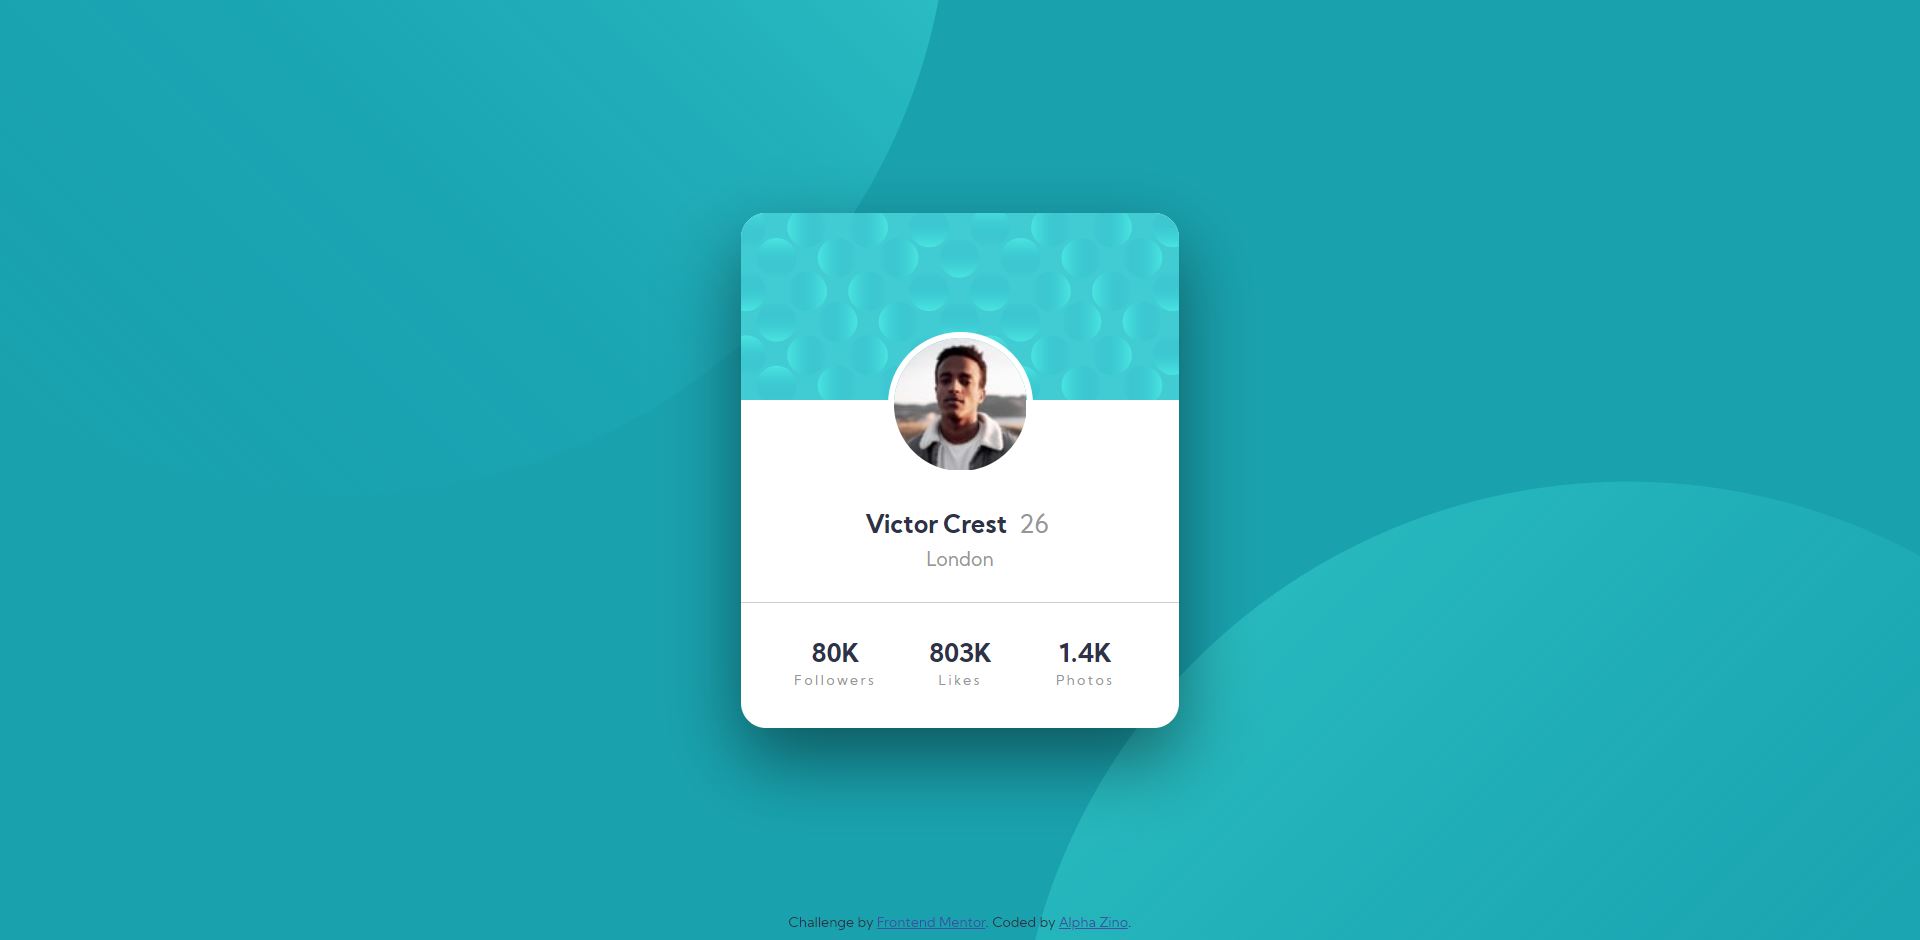 Victor Crest 26
London
80K 803K 1.4K
Followers Likes Photos
Challenge by Frontend Mentor. Coded by Alpha Zino.